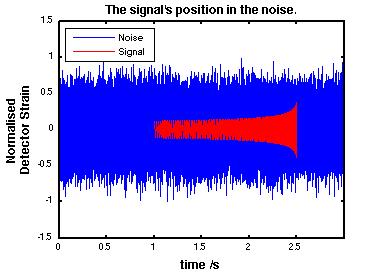 The signal's position in the noise.
Noise
Signal
Normalised
Detector Strain
1.5
1
0.5
0
-0.5
-1
-1.5
0 0.5 1 1.5 2 2.5
time /s